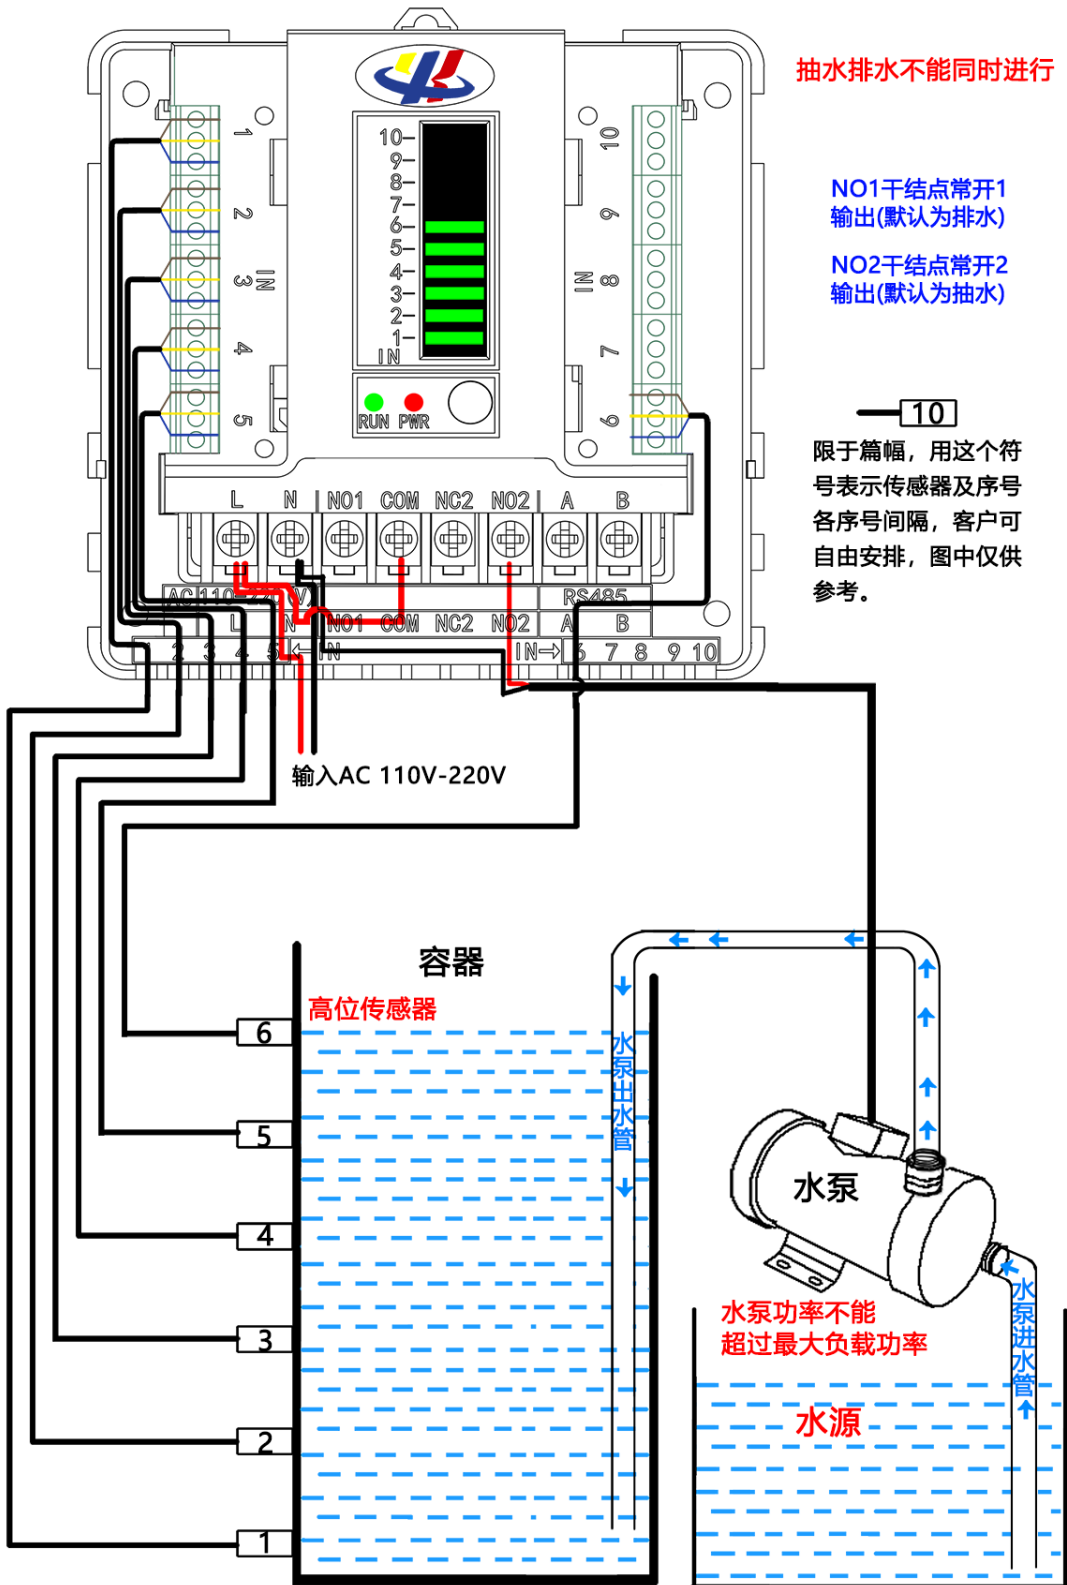 抽水排水不能同时进行
NO1干结点常开1
输出(默认为排水)
NO2干结点常开2
输出(默认为抽水)
10
限于篇幅，用这个符
号表示传感器及序号
各序号间隔，客户可
自由安排，图中仅供
参考。
1
2
3
IN
4
5
10
9
8
7
6
5
4
3
2
1
IN
RUN PWR
10
9
8
IN
7
6
L N NO1 COM NC2 NO2 A B
AC 110 V) RS485
L N NO1 COM NC2 NO2 A B
2 3 4 5 ←IN IN→ 6 7 8 9 10
输入AC 110V-220V
容器
高位传感器
6
5
4
3
2
1
水泵出水管
水泵
水泵功率不能
超过最大负载功率
水泵进水管
水源